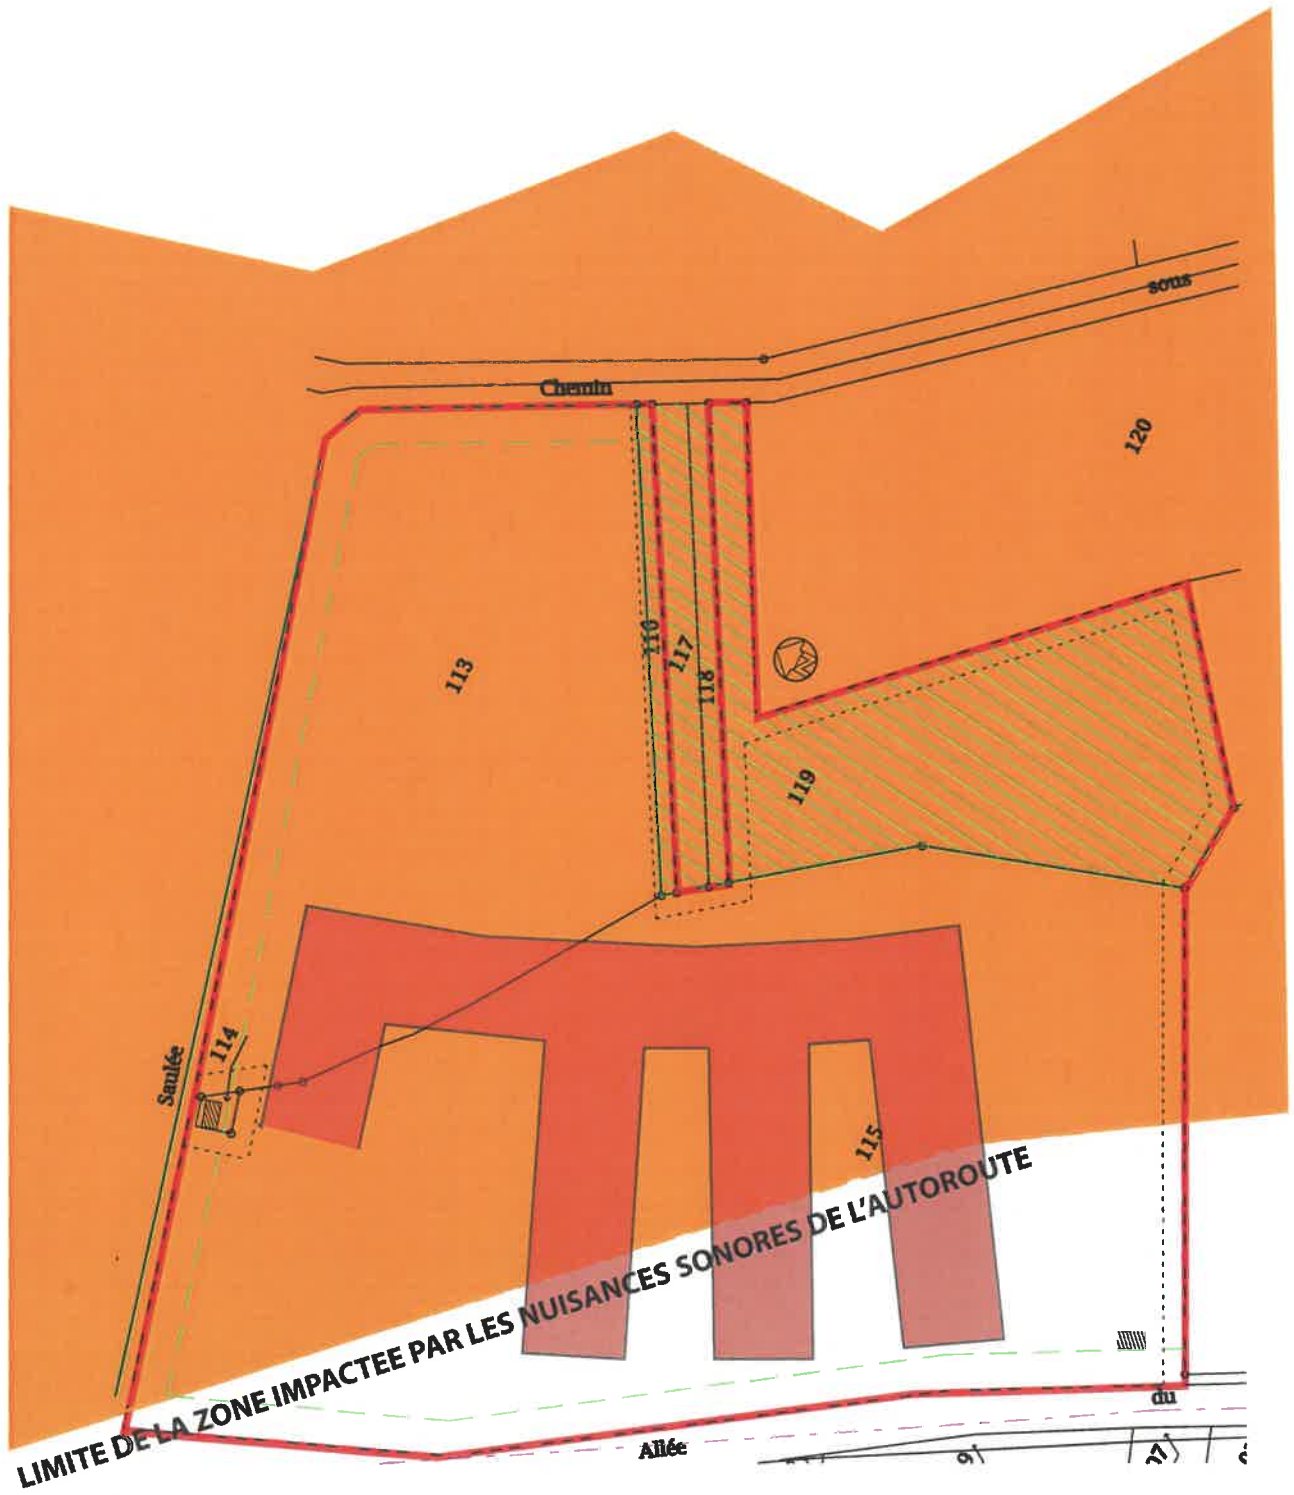 sous
Chemin
120
116
117
113
118
119
114
Saulée
115
LIMITE DE LA ZONE IMPACTEE PAR LES NUISANCES SONORES DE L'AUTOROUTE
du
Allée